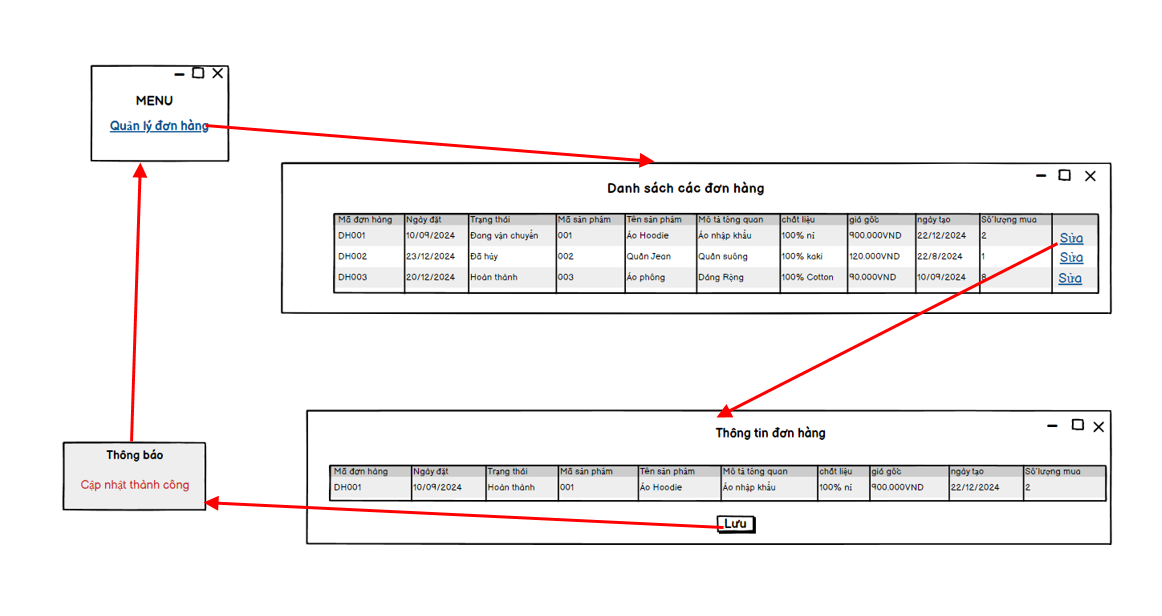 MENU
Quản lý đơn hàng
Danh sách các đơn hàng
Mã đơn hàng Ngày đặt Trạng thái Mã sản phẩm Tên sản phẩm Mô tả tổng quan chất liệu giá gốc ngày tạo Số lượng mua
DH001 10/09/2024 Đang vận chuyển 001 Áo Hoodie Áo nhập khẩu 100% nỉ 900.000VND 22/12/2024 2 Sửa
DH002 23/12/2024 Đã hủy 002 Quần Jean Quần suông 100% kaki 120.000VND 22/8/2024 1 Sửa
DH003 20/12/2024 Hoàn thành 003 Áo phông Dáng Rộng 100% Cotton 90.000VND 10/09/2024 8 Sửa
Thông tin đơn hàng
Mã đơn hàng Ngày đặt Trạng thái Mã sản phẩm Tên sản phẩm Mô tả tổng quan chất liệu giá gốc ngày tạo Số lượng mua
DH001 10/09/2024 Hoàn thành 001 Áo Hoodie Áo nhập khẩu 100% nỉ 900.000VND 22/12/2024 2
Lưu
Thông báo
Cập nhật thành công